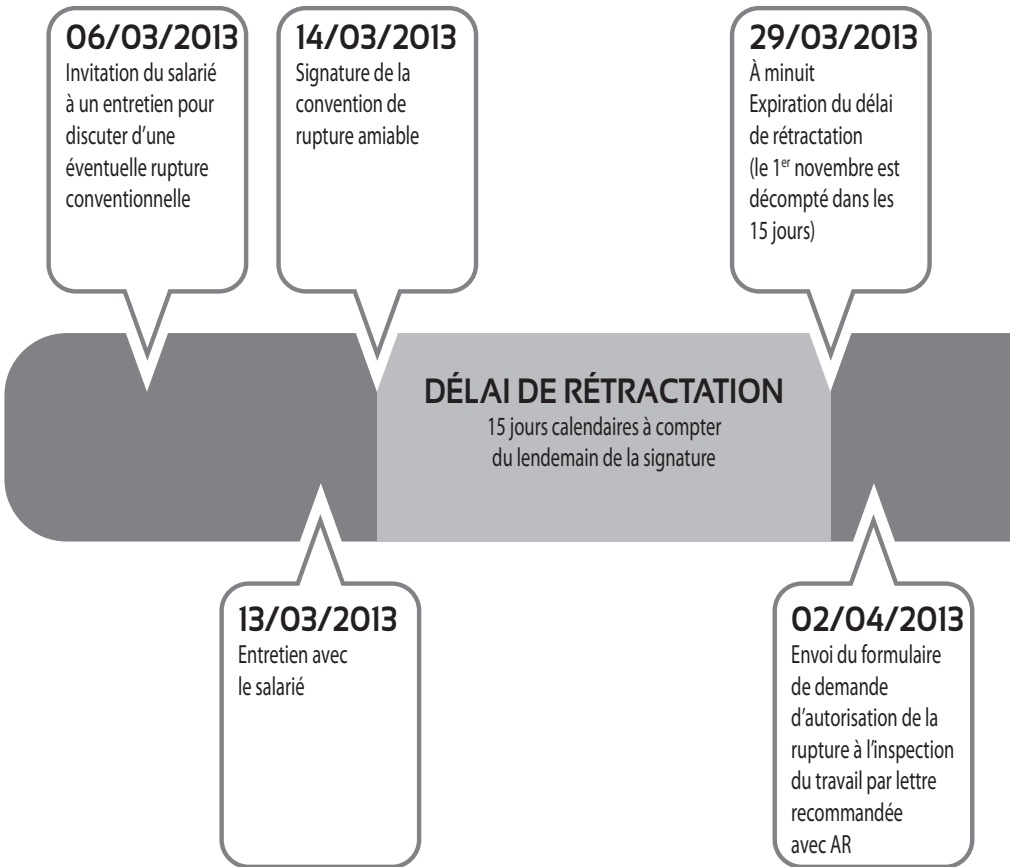 06/03/2013
Invitation du salarié
à un entretien pour
discuter d’une
éventuelle rupture
conventionnelle
14/03/2013
Signature de la
convention de
rupture amiable
29/03/2013
À minuit
Expiration du délai
de rétractation
(le 1er novembre est
décompté dans les
15 jours)
DÉLAI DE RÉTRACTATION
15 jours calendaires à compter
du lendemain de la signature
13/03/2013
Entretien avec
le salarié
02/04/2013
Envoi du formulaire
de demande
d’autorisation de la
rupture à l’inspection
du travail par lettre
recommandée
avec AR